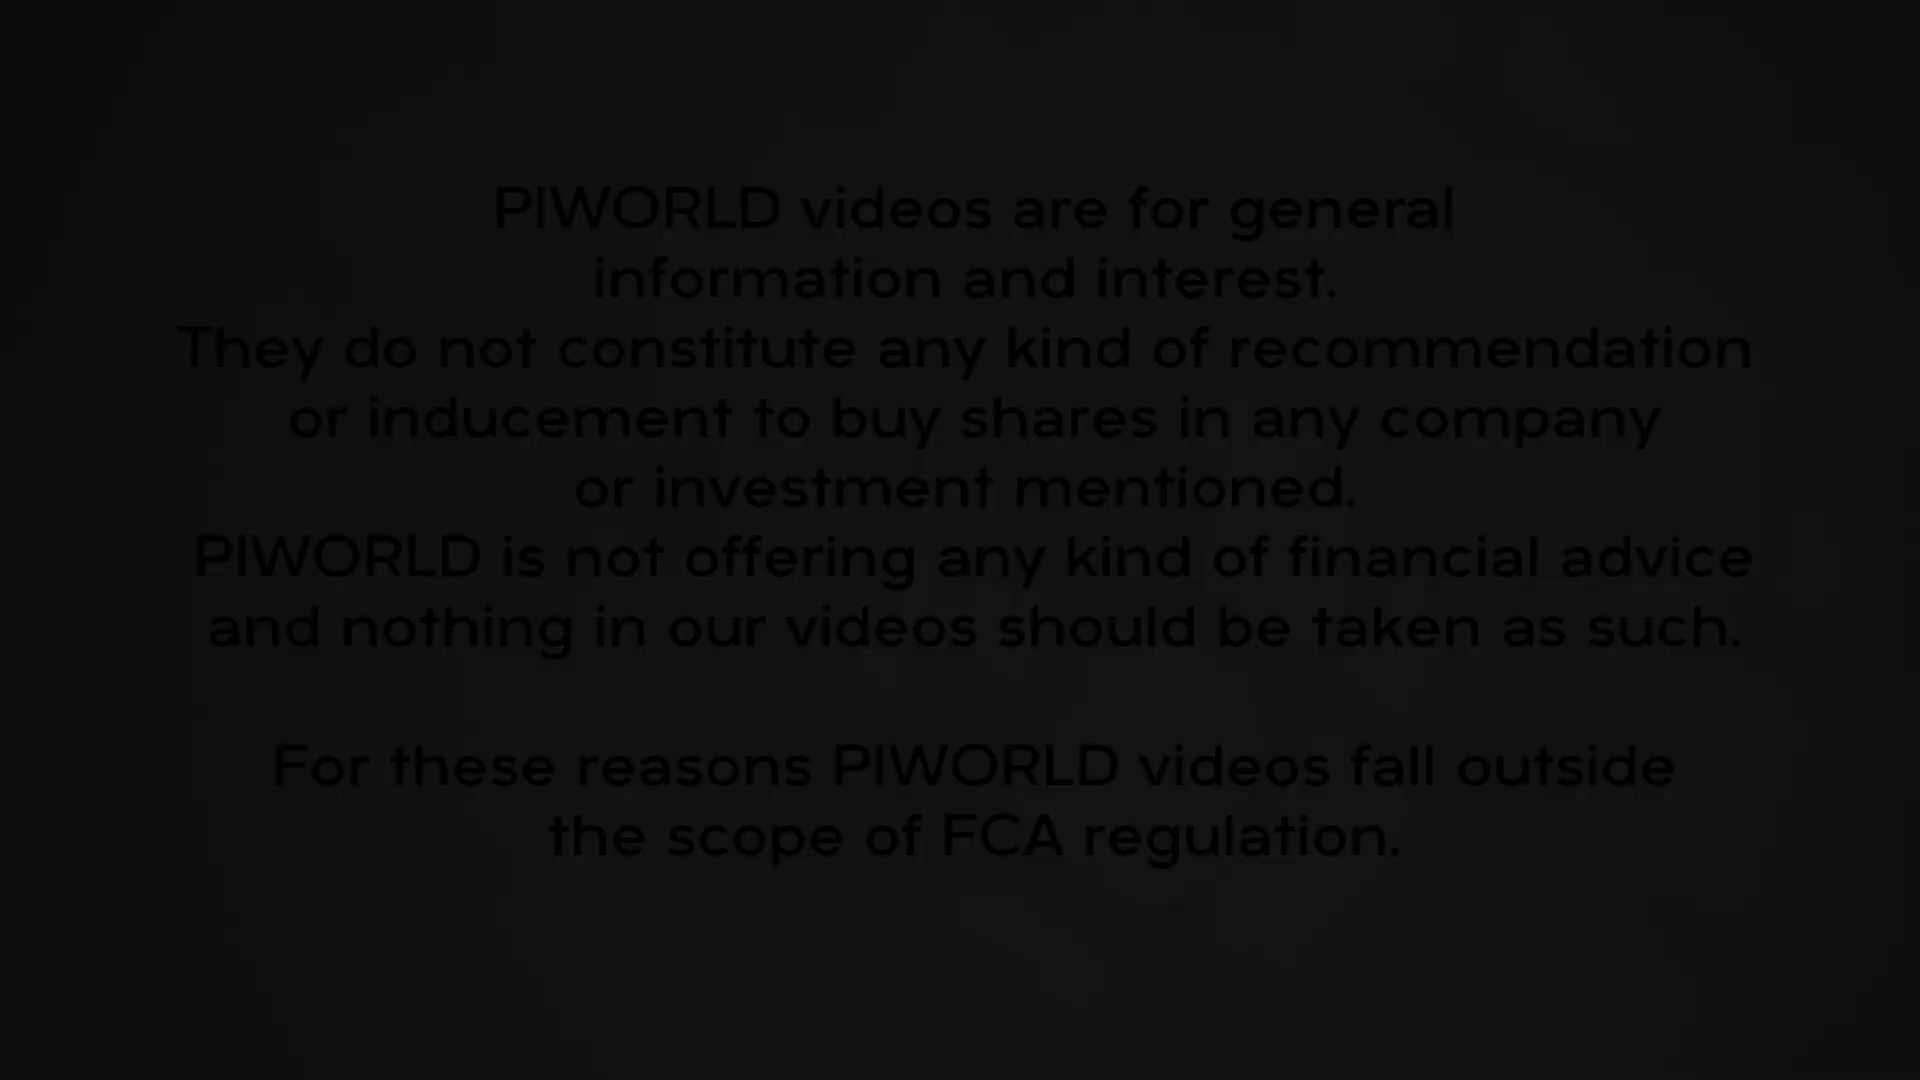 PIWORLD videos are for general
information and interest.
They do not constitute any kind of recommendation
or inducement to buy shares in any company
or investment mentioned.
PIWORLD is not offering any kind of financial advice
and nothing in our videos should be taken as such.
For these reasons PIWORLD videos fall outside
the scope of FCA regulation.